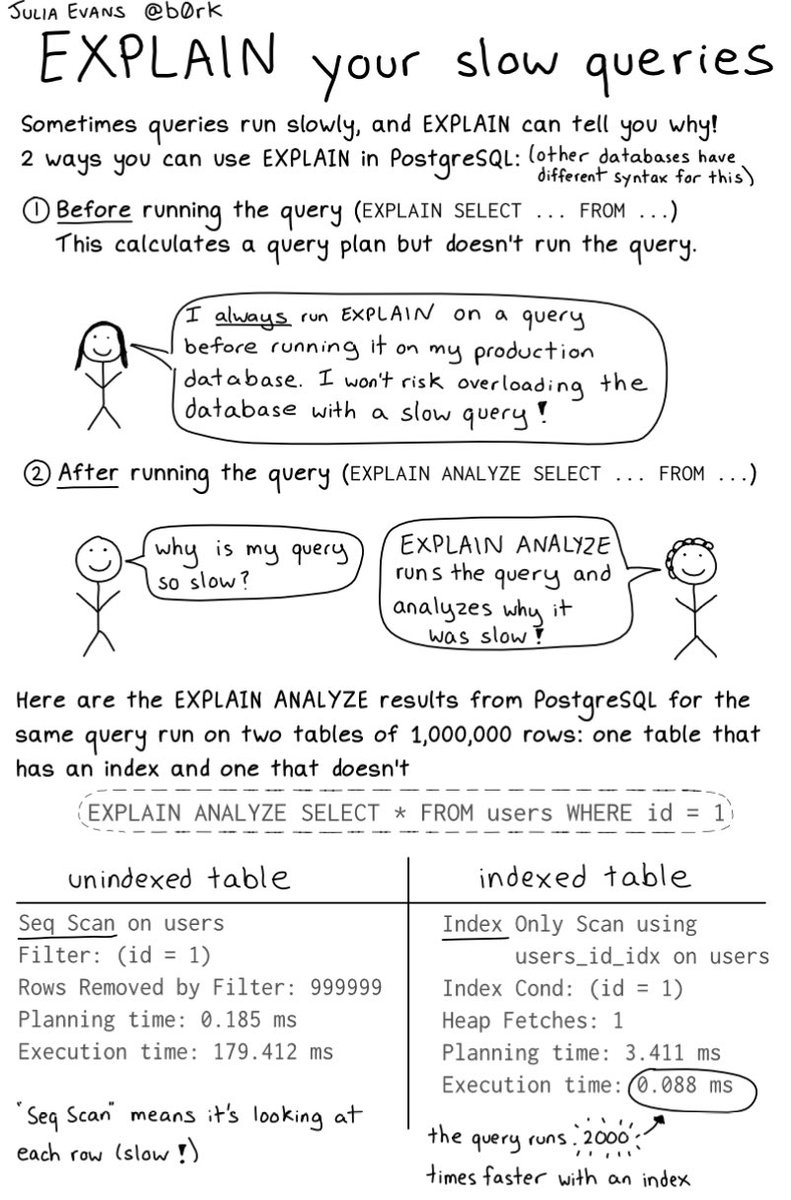 JULIA EVANS @b0rk
EXPLAIN your slow queries
Sometimes queries run slowly, and EXPLAIN can tell you why!
2 ways you can use EXPLAIN in PostgreSQL: (other databases have
different syntax for this)
① Before running the query (EXPLAIN SELECT ... FROM ...)
This calculates a query plan but doesn't run the query.
I always run EXPLAIN on a query
before running it on my production
database. I won't risk overloading the
database with a slow query!
② After running the query (EXPLAIN ANALYZE SELECT ... FROM ...)
why is my query
so slow?
EXPLAIN ANALYZE
runs the query and
analyzes why it
was slow!
Here are the EXPLAIN ANALYZE results from PostgreSQL for the
same query run on two tables of 1,000,000 rows: one table that
has an index and one that doesn't
EXPLAIN ANALYZE SELECT * FROM users WHERE id = 1
unindexed table
Seq Scan on users
Filter: (id = 1)
Rows Removed by Filter: 999999
Planning time: 0.185 ms
Execution time: 179.412 ms
"Seq Scan" means it's looking at
each row (slow!)
indexed table
Index Only Scan using
users_id_idx on users
Index Cond: (id = 1)
Heap Fetches: 1
Planning time: 3.411 ms
Execution time: 0.088 ms
the query runs 2000
times faster with an index